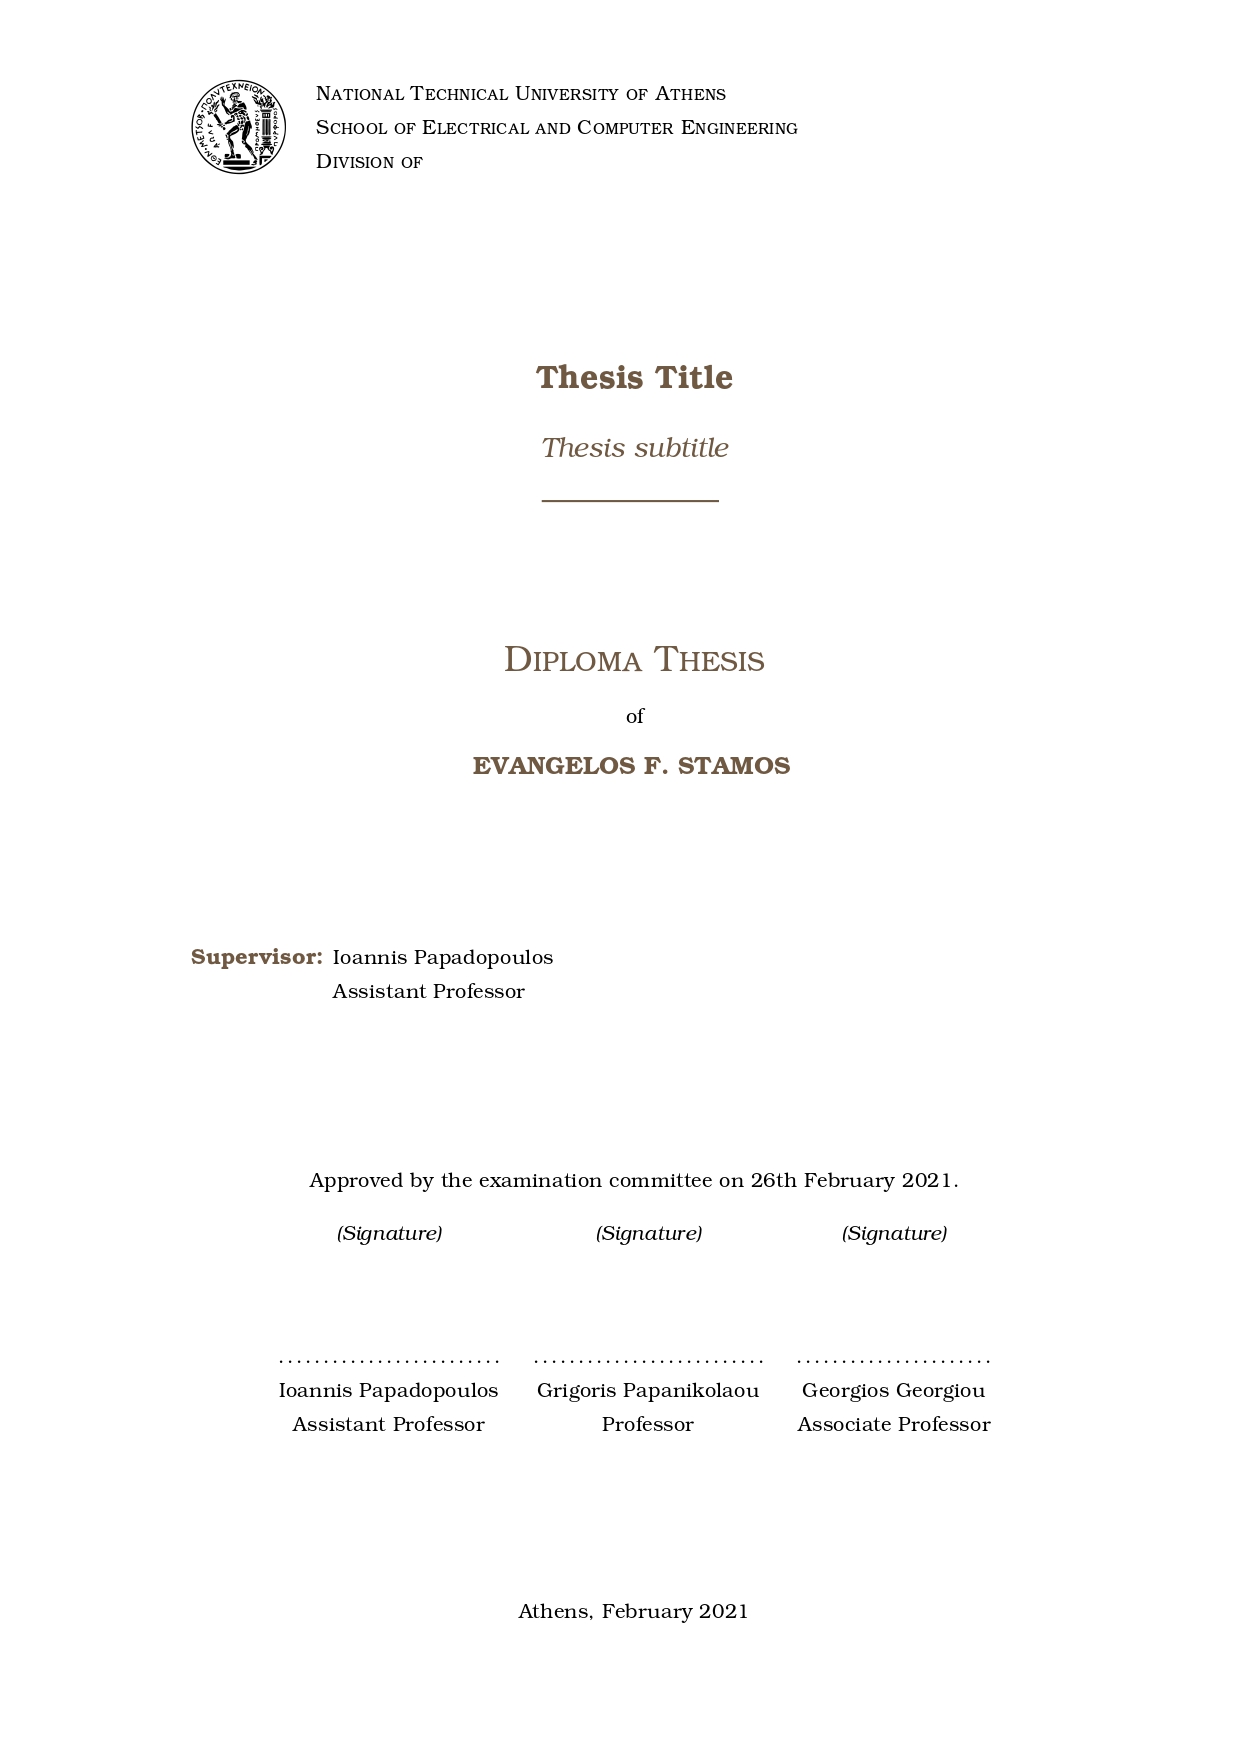 National Technical University of Athens
School of Electrical and Computer Engineering
Division of
Thesis Title
Thesis subtitle
Diploma Thesis
of
EVANGELOS F. STAMOS
Supervisor: Ioannis Papadopoulos
Assistant Professor
Approved by the examination committee on 26th February 2021.
(Signature) (Signature) (Signature)
......................... .......................... ......................
Ioannis Papadopoulos Grigoris Papanikolaou Georgios Georgiou
Assistant Professor Professor Associate Professor
Athens, February 2021